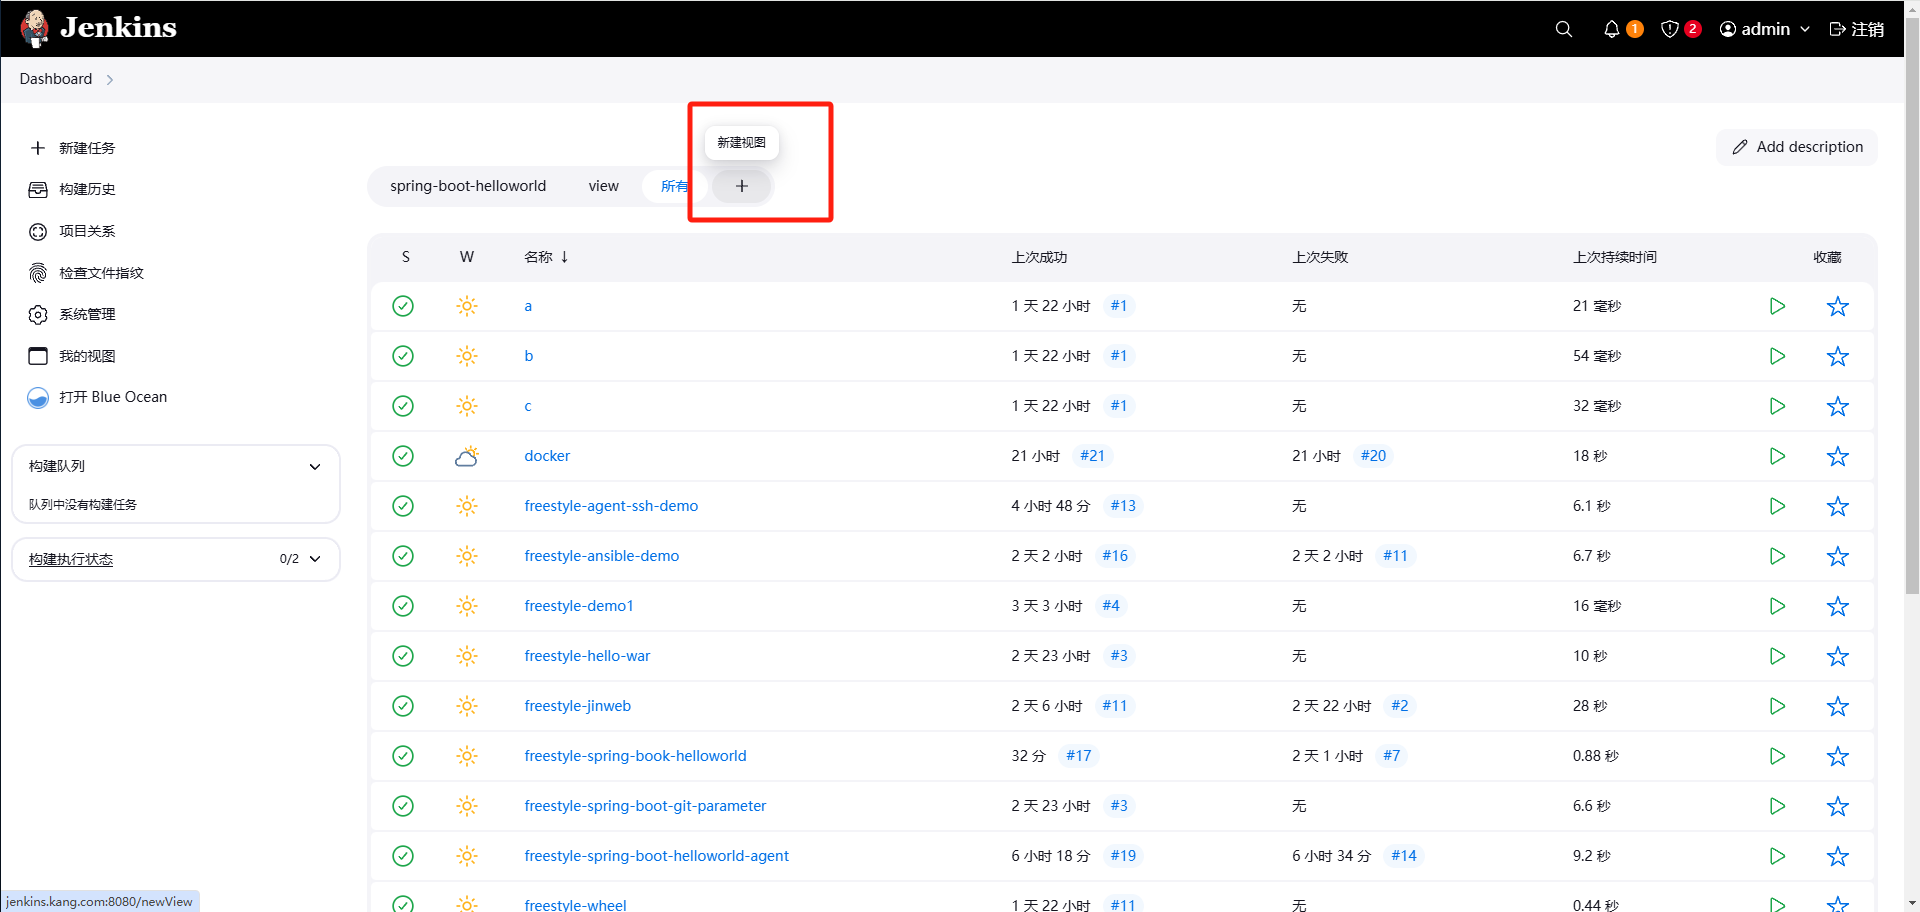 Jenkins
1
2
admin
注销
Dashboard
新建任务
构建历史
项目关系
检查文件指纹
系统管理
我的视图
打开 Blue Ocean
构建队列
队列中没有构建任务
构建执行状态 0/2
新建视图
Add description
spring-boot-helloworld view 所有 +
S W 名称 ↓ 上次成功 上次失败 上次持续时间 收藏
a 1 天 22 小时 #1 无 21 毫秒
b 1 天 22 小时 #1 无 54 毫秒
c 1 天 22 小时 #1 无 32 毫秒
docker 21 小时 #21 21 小时 #20 18 秒
freestyle-agent-ssh-demo 4 小时 48 分 #13 无 6.1 秒
freestyle-ansible-demo 2 天 2 小时 #16 2 天 2 小时 #11 6.7 秒
freestyle-demo1 3 天 3 小时 #4 无 16 毫秒
freestyle-hello-war 2 天 23 小时 #3 无 10 秒
freestyle-jinweb 2 天 6 小时 #11 2 天 22 小时 #2 28 秒
freestyle-spring-book-helloworld 32 分 #17 2 天 1 小时 #7 0.88 秒
freestyle-spring-boot-git-parameter 2 天 23 小时 #3 无 6.6 秒
freestyle-spring-boot-helloworld-agent 6 小时 18 分 #19 6 小时 34 分 #14 9.2 秒
freestyle-wheel 1 天 22 小时 #11 无 0.44 秒
jenkins.kang.com:8080/newView